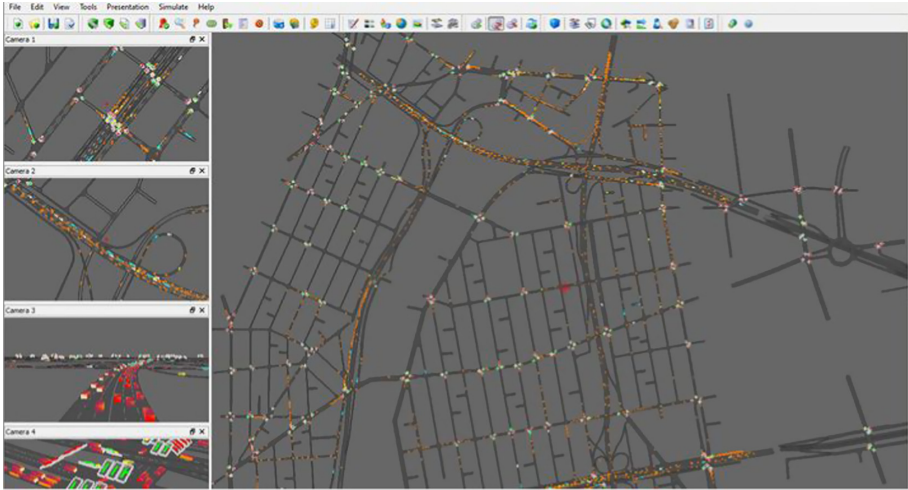 File Edit View Tools Presentation Simulate Help
Camera 1
Camera 2
Camera 3
Camera 4